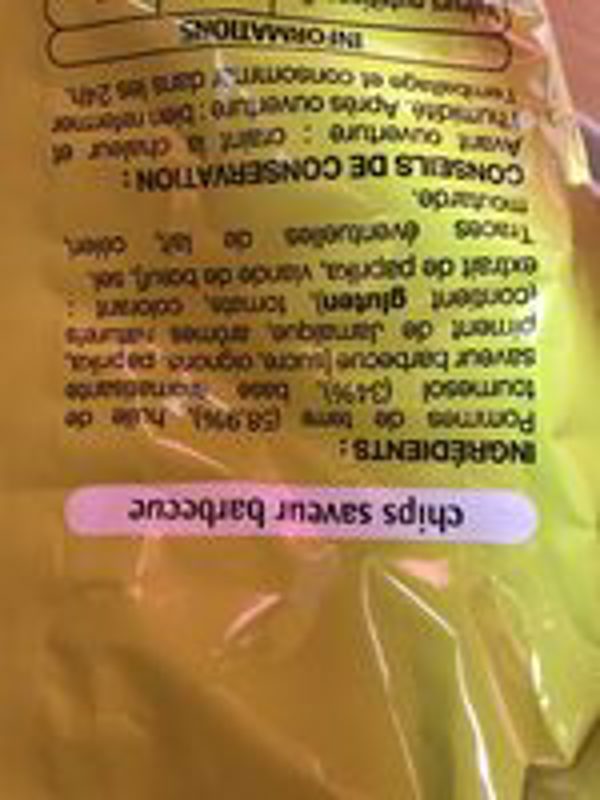 chips saveur barbecue
INGRÉDIENTS :
Pommes de terre (58,9%), huile de
tournesol (34%), base aromatisante
saveur barbecue [sucre, oignons, paprika,
piment de Jamaïque, arômes naturels
(contient gluten), tomate, colorant :
extrait de paprika, viande de bœuf], sel.
Traces éventuelles de lait, céleri,
moutarde.
CONSEILS DE CONSERVATION :
Avant ouverture : craint la chaleur et
l'humidité. Après ouverture : bien refermer
l'emballage et consommer dans les 24h.
INFORMATIONS